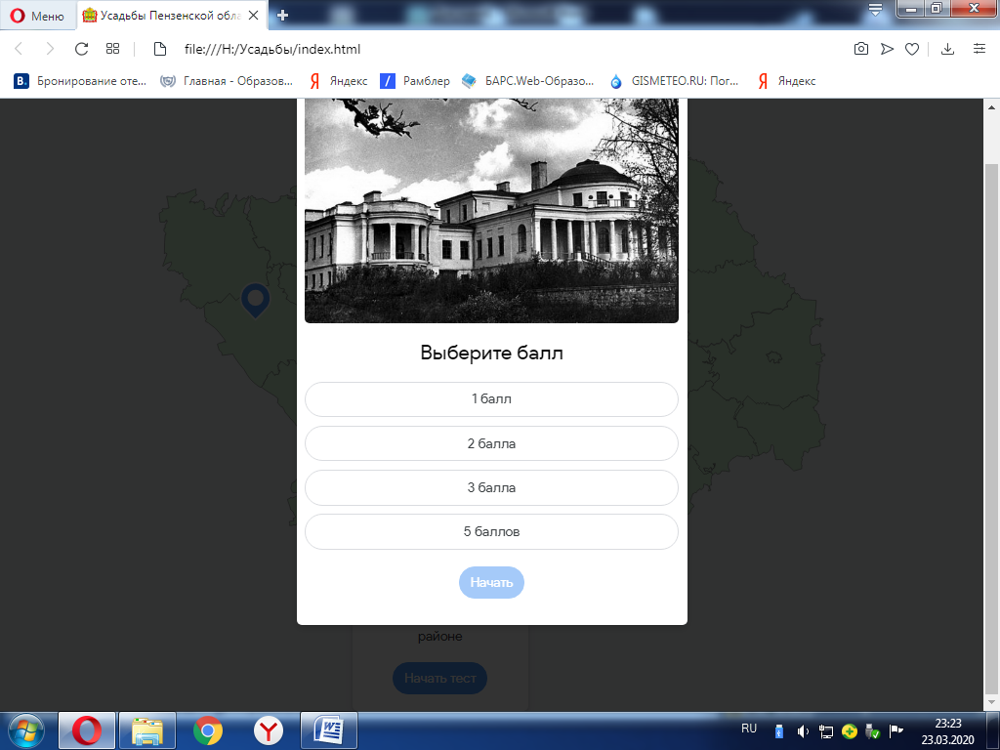 Меню
Усадьбы Пензенской обла
file:///H:/Усадьбы/index.html
B. Бронирование оте...
Главная - Образов...
Я Яндекс
/ Рамблер
БАРС.Web-Образо...
GISMETEO.RU: Пог...
Я Яндекс
Выберите балл
1 балл
2 балла
3 балла
5 баллов
Начать
районе
Начать тест
RU
23:23
23.03.2020